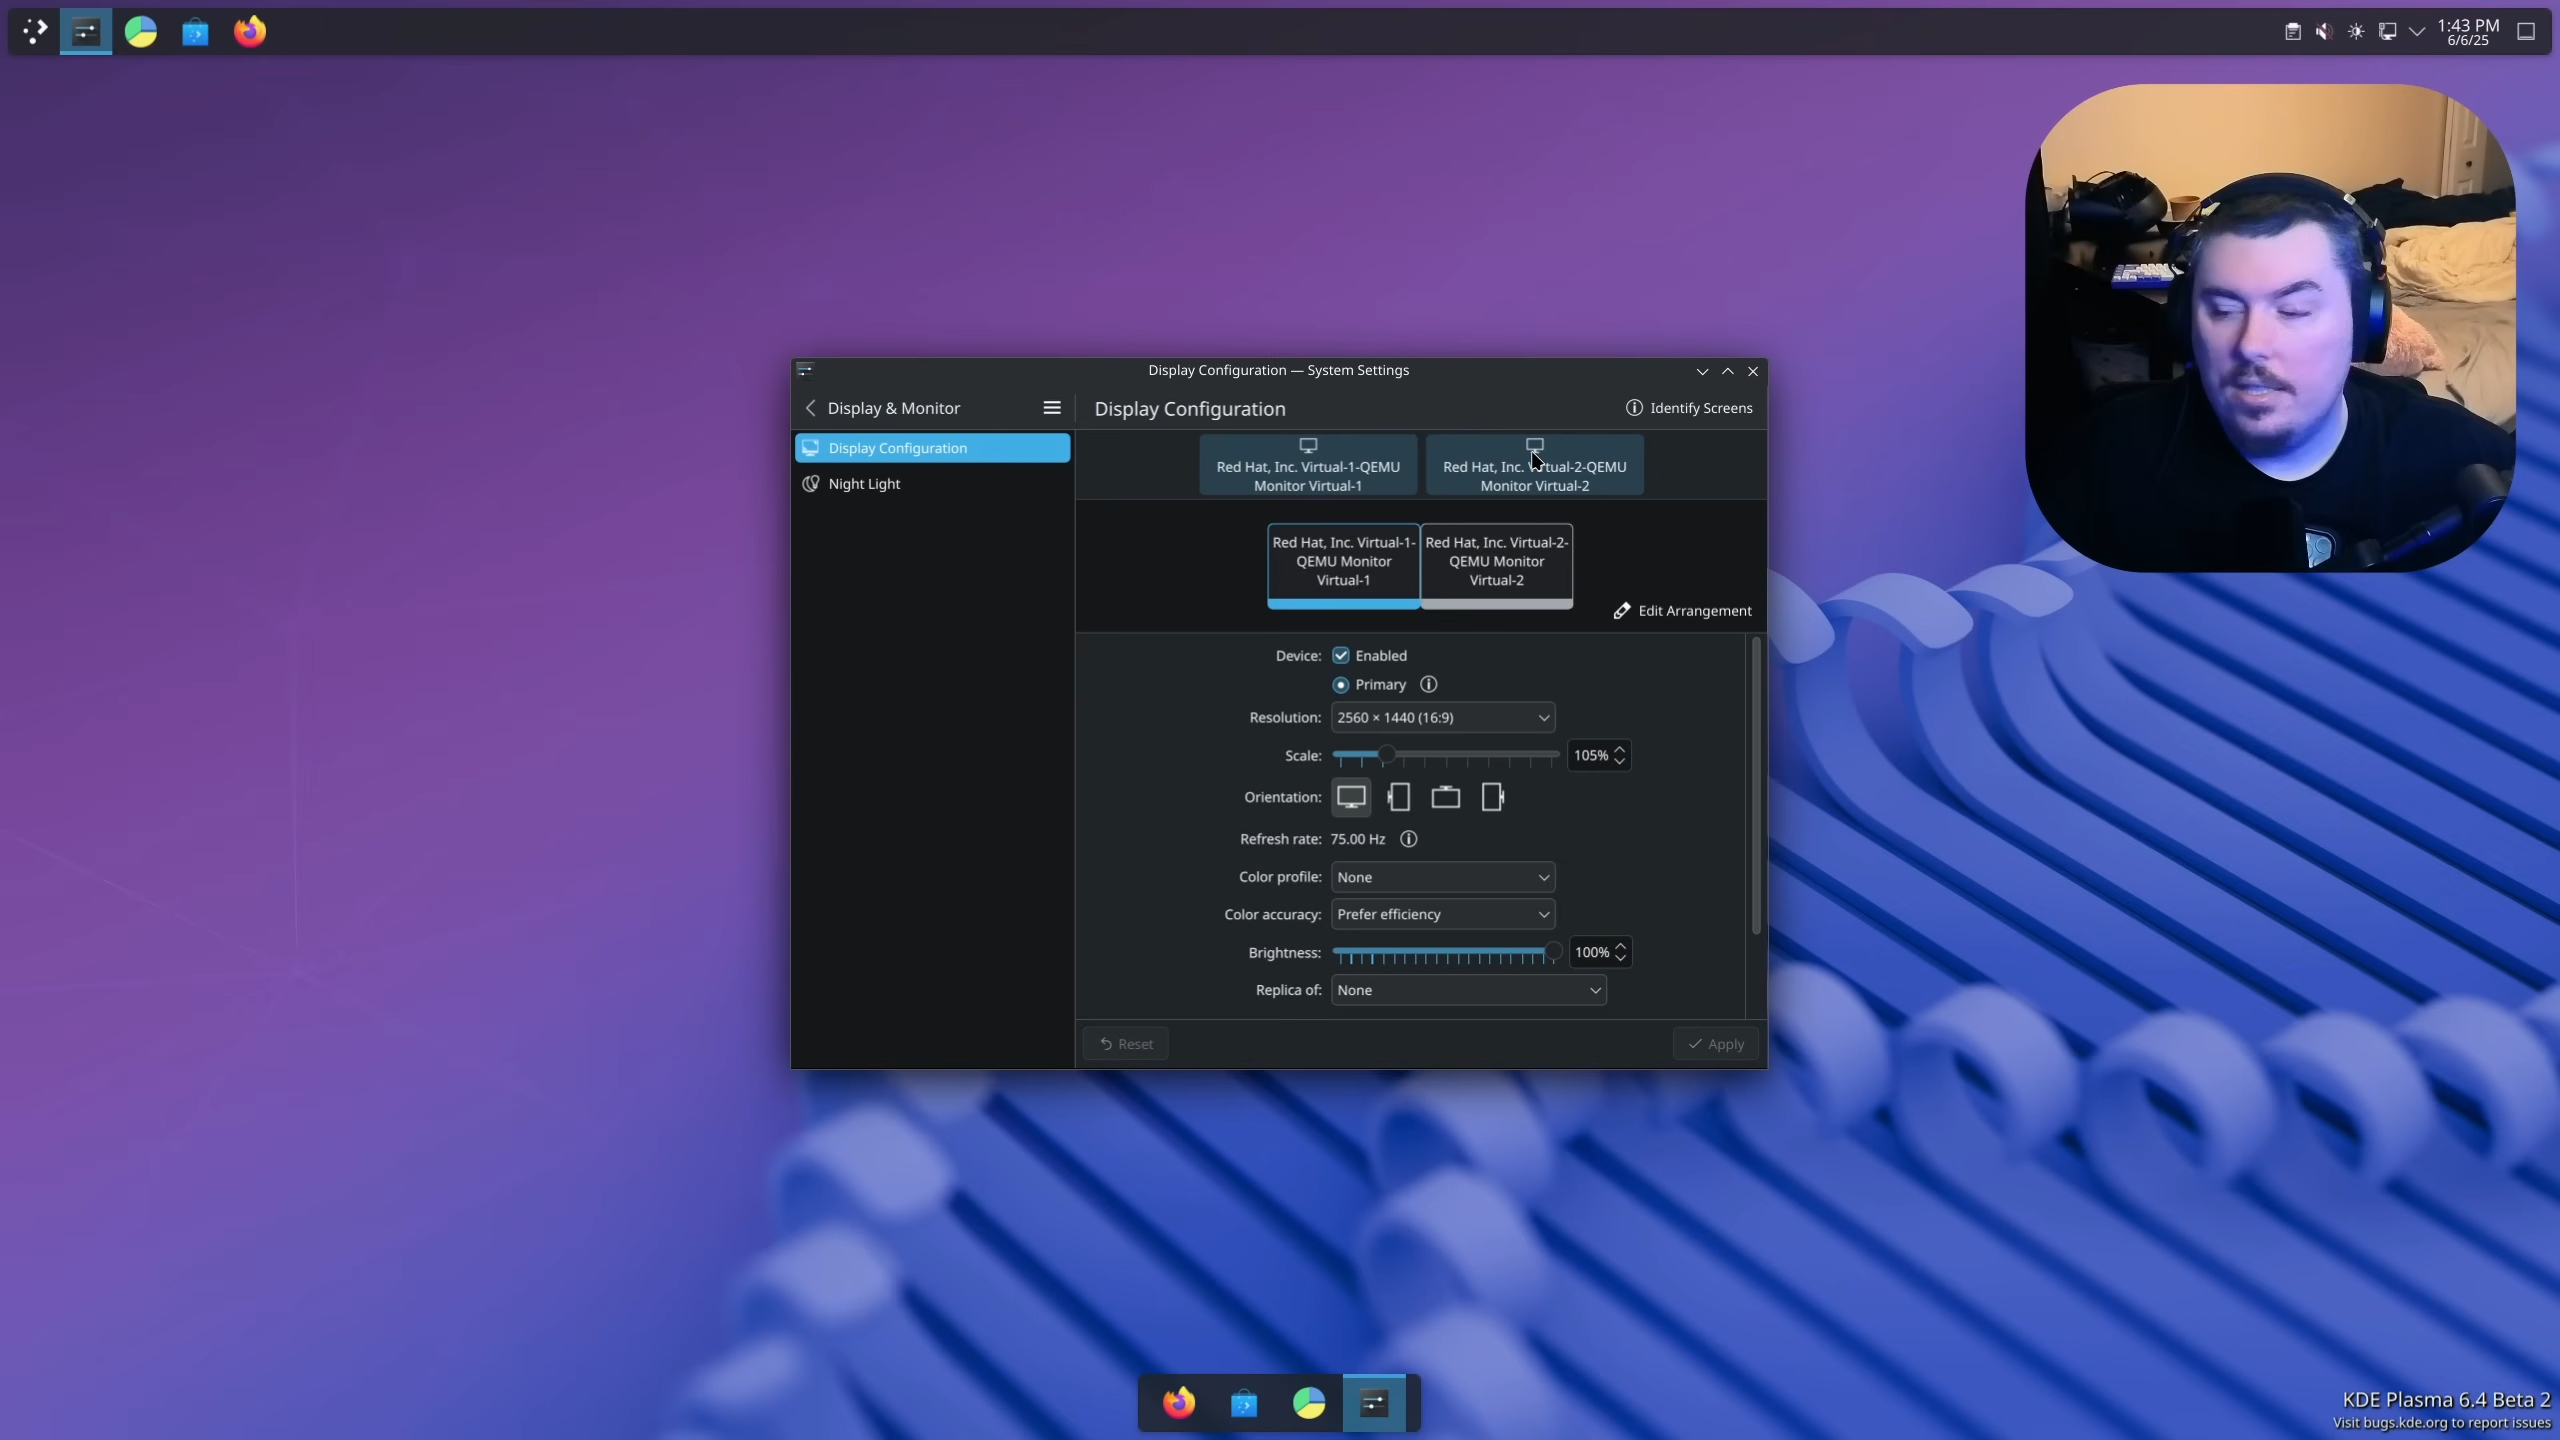 1:43 PM
6/6/25
Display Configuration — System Settings
Display & Monitor
Display Configuration
Identify Screens
Display Configuration
Night Light
Red Hat, Inc. Virtual-1-QEMU
Monitor Virtual-1
Red Hat, Inc. Virtual-2-QEMU
Monitor Virtual-2
Red Hat, Inc. Virtual-1-
QEMU Monitor
Virtual-1
Red Hat, Inc. Virtual-2-
QEMU Monitor
Virtual-2
Edit Arrangement
Device: Enabled
Primary
Resolution: 2560 × 1440 (16:9)
Scale: 105%
Orientation:
Refresh rate: 75.00 Hz
Color profile: None
Color accuracy: Prefer efficiency
Brightness: 100%
Replica of: None
Reset
Apply
KDE Plasma 6.4 Beta 2
Visit bugs.kde.org to report issues